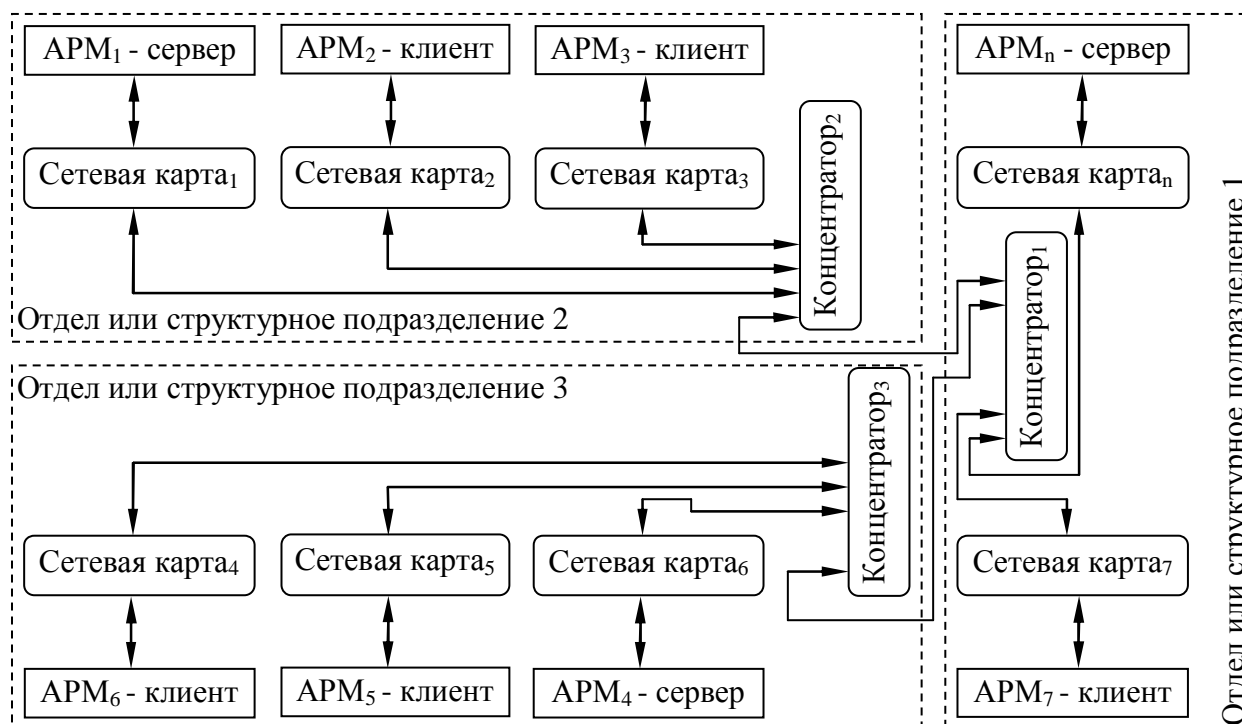 АРМ1 - сервер
АРМ2 - клиент
АРМ3 - клиент
Сетевая карта1
Сетевая карта2
Сетевая карта3
Концентратор2
Отдел или структурное подразделение 2
АРМn - сервер
Сетевая картаn
Концентратор1
Сетевая карта7
АРМ7 - клиент
Отдел или структурное подразделение 1
Отдел или структурное подразделение 3
Концентратор3
Сетевая карта4
Сетевая карта5
Сетевая карта6
АРМ6 - клиент
АРМ5 - клиент
АРМ4 - сервер